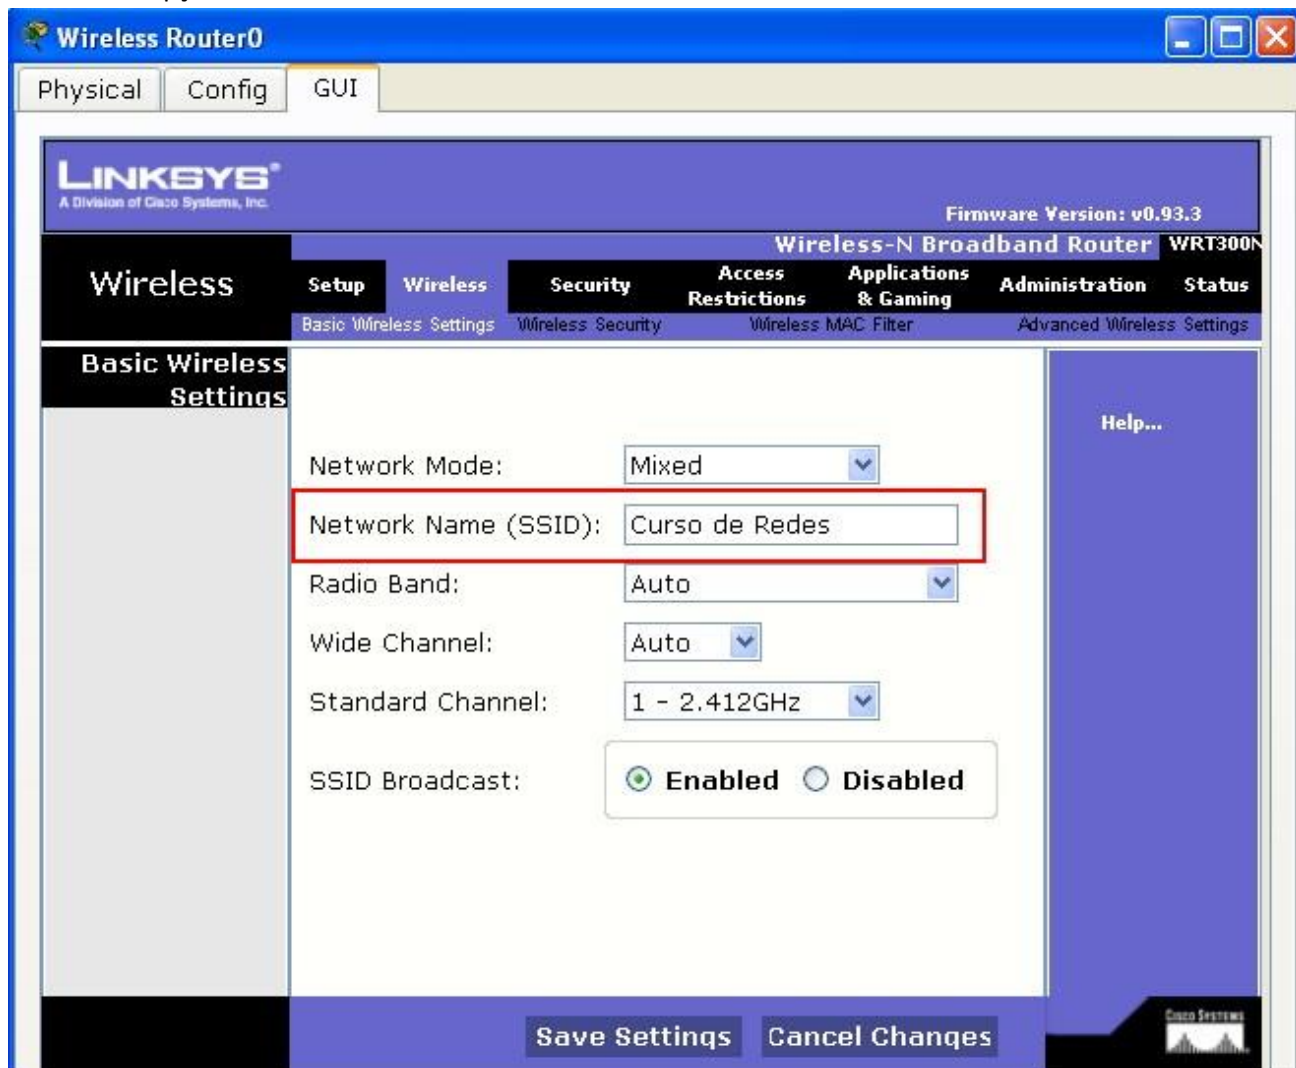 Wireless Router0
Physical Config GUI
LINKSYS®
A Division of Cisco Systems, Inc.
Firmware Version: v0.93.3
Wireless-N Broadband Router WRT300N
Wireless
Setup Wireless Security Access Restrictions Applications & Gaming Administration Status
Basic Wireless Settings Wireless Security Wireless MAC Filter Advanced Wireless Settings
Basic Wireless
Settings
Help...
Network Mode: Mixed
Network Name (SSID): Curso de Redes
Radio Band: Auto
Wide Channel: Auto
Standard Channel: 1 - 2.412GHz
SSID Broadcast: Enabled Disabled
Save Settings Cancel Changes
Cisco Systems